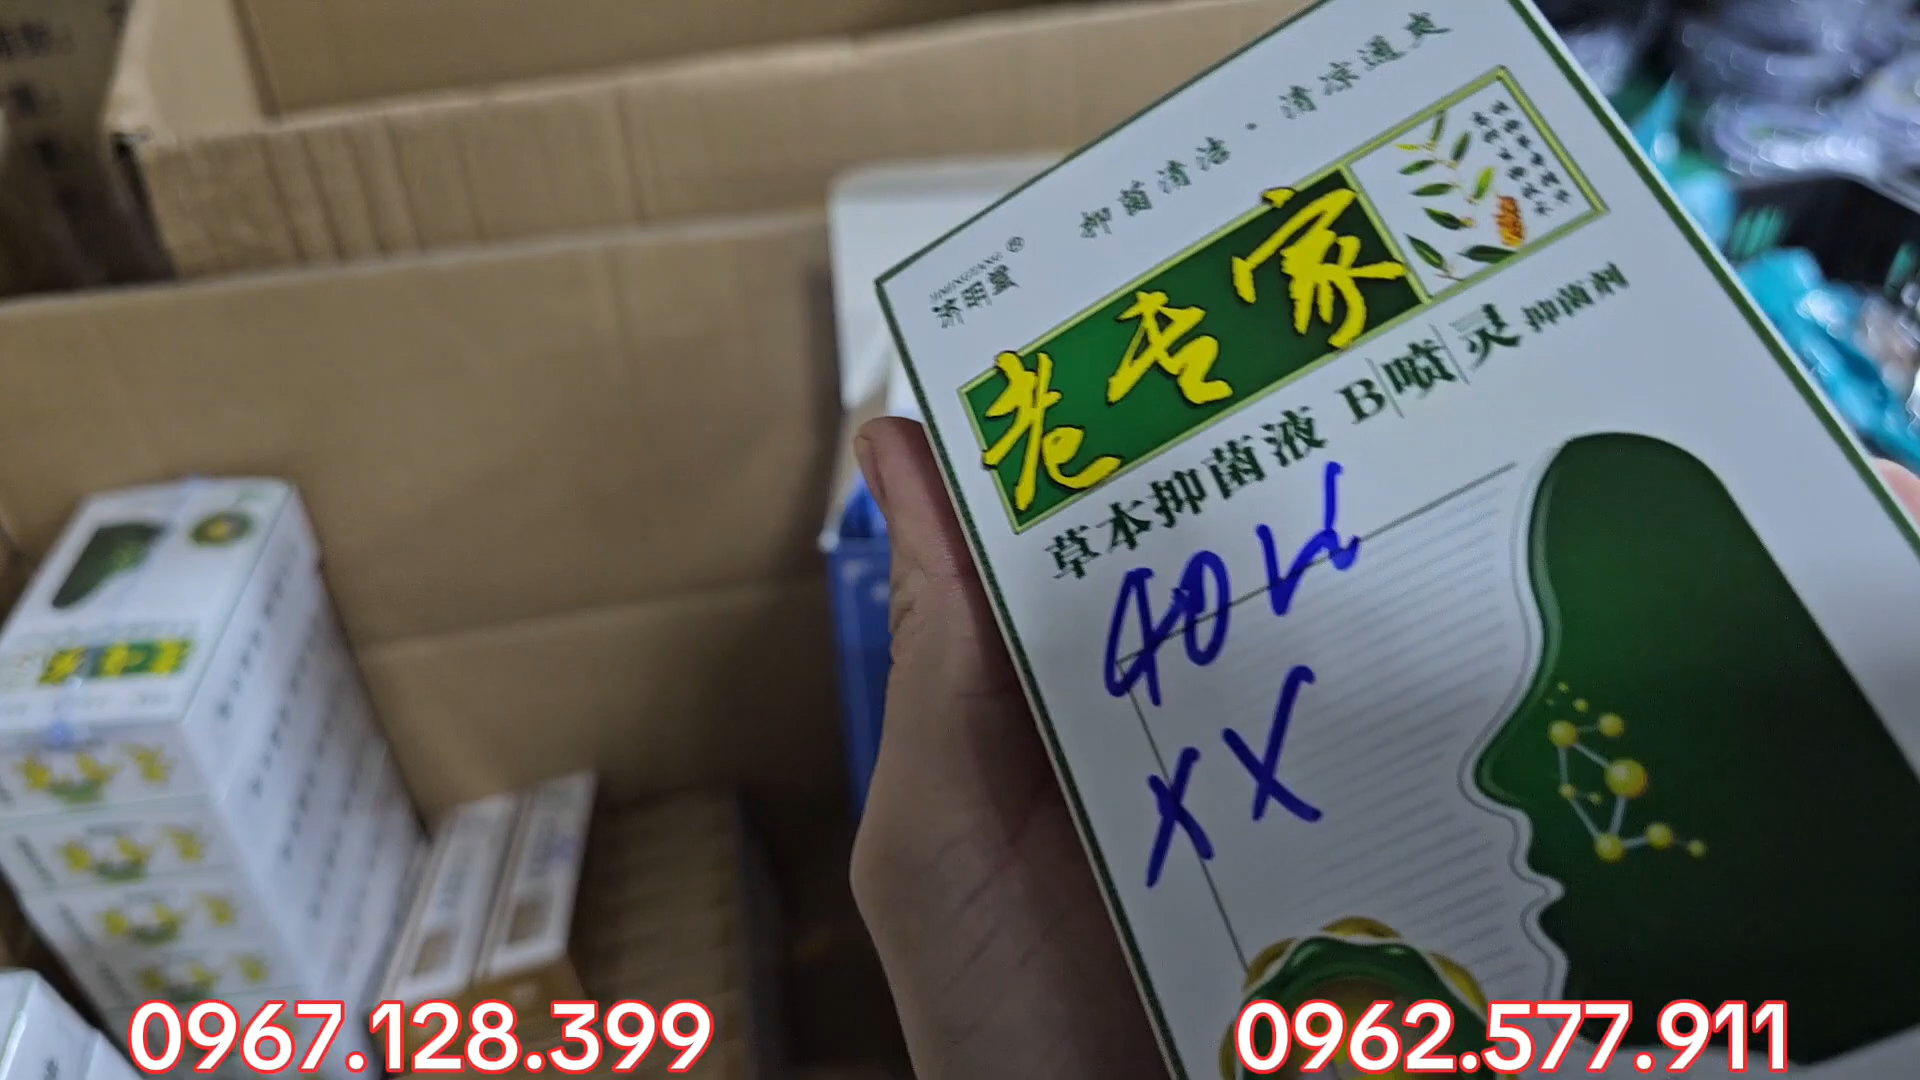 抑菌清洁·清凉通爽
济明堂®
老专家
草本抑菌液 B|喷|灵 抑菌剂
40K
XX
0967.128.399
0962.577.911